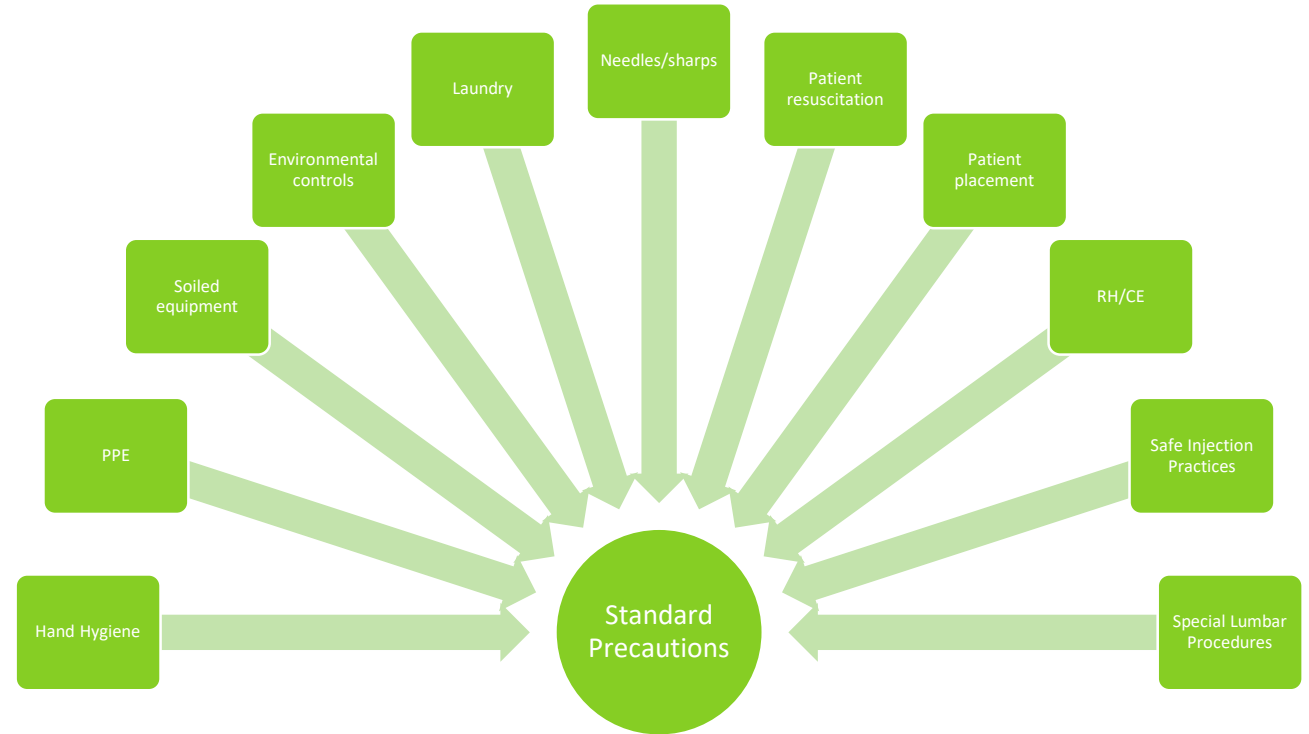 Needles/sharps
Laundry
Patient
resuscitation
Environmental
controls
Patient
placement
Soiled
equipment
RH/CE
PPE
Safe Injection
Practices
Hand Hygiene
Standard
Precautions
Special Lumbar
Procedures